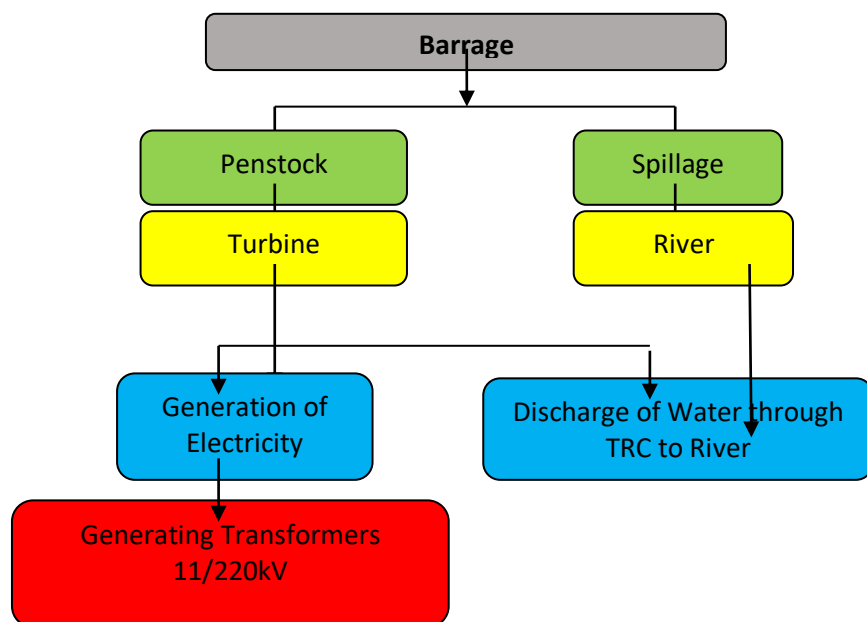 Barrage
Penstock
Spillage
Turbine
River
Generation of
Electricity
Discharge of Water through
TRC to River
Generating Transformers
11/220kV